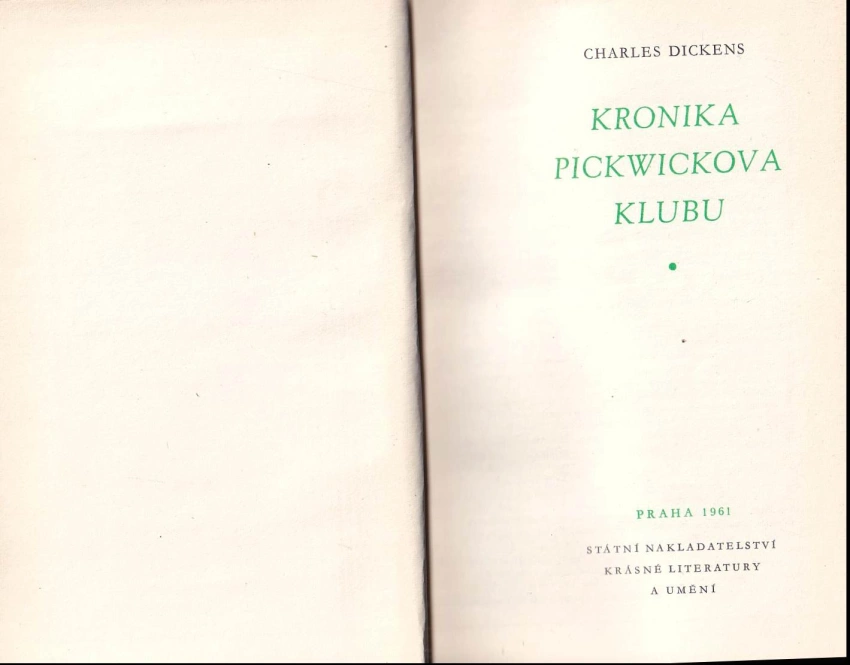 CHARLES DICKENS
KRONIKA
PICKWICKOVA
KLUBU
PRAHA 1961
STÁTNÍ NAKLADATELSTVÍ
KRÁSNÉ LITERATURY
A UMĚNÍ